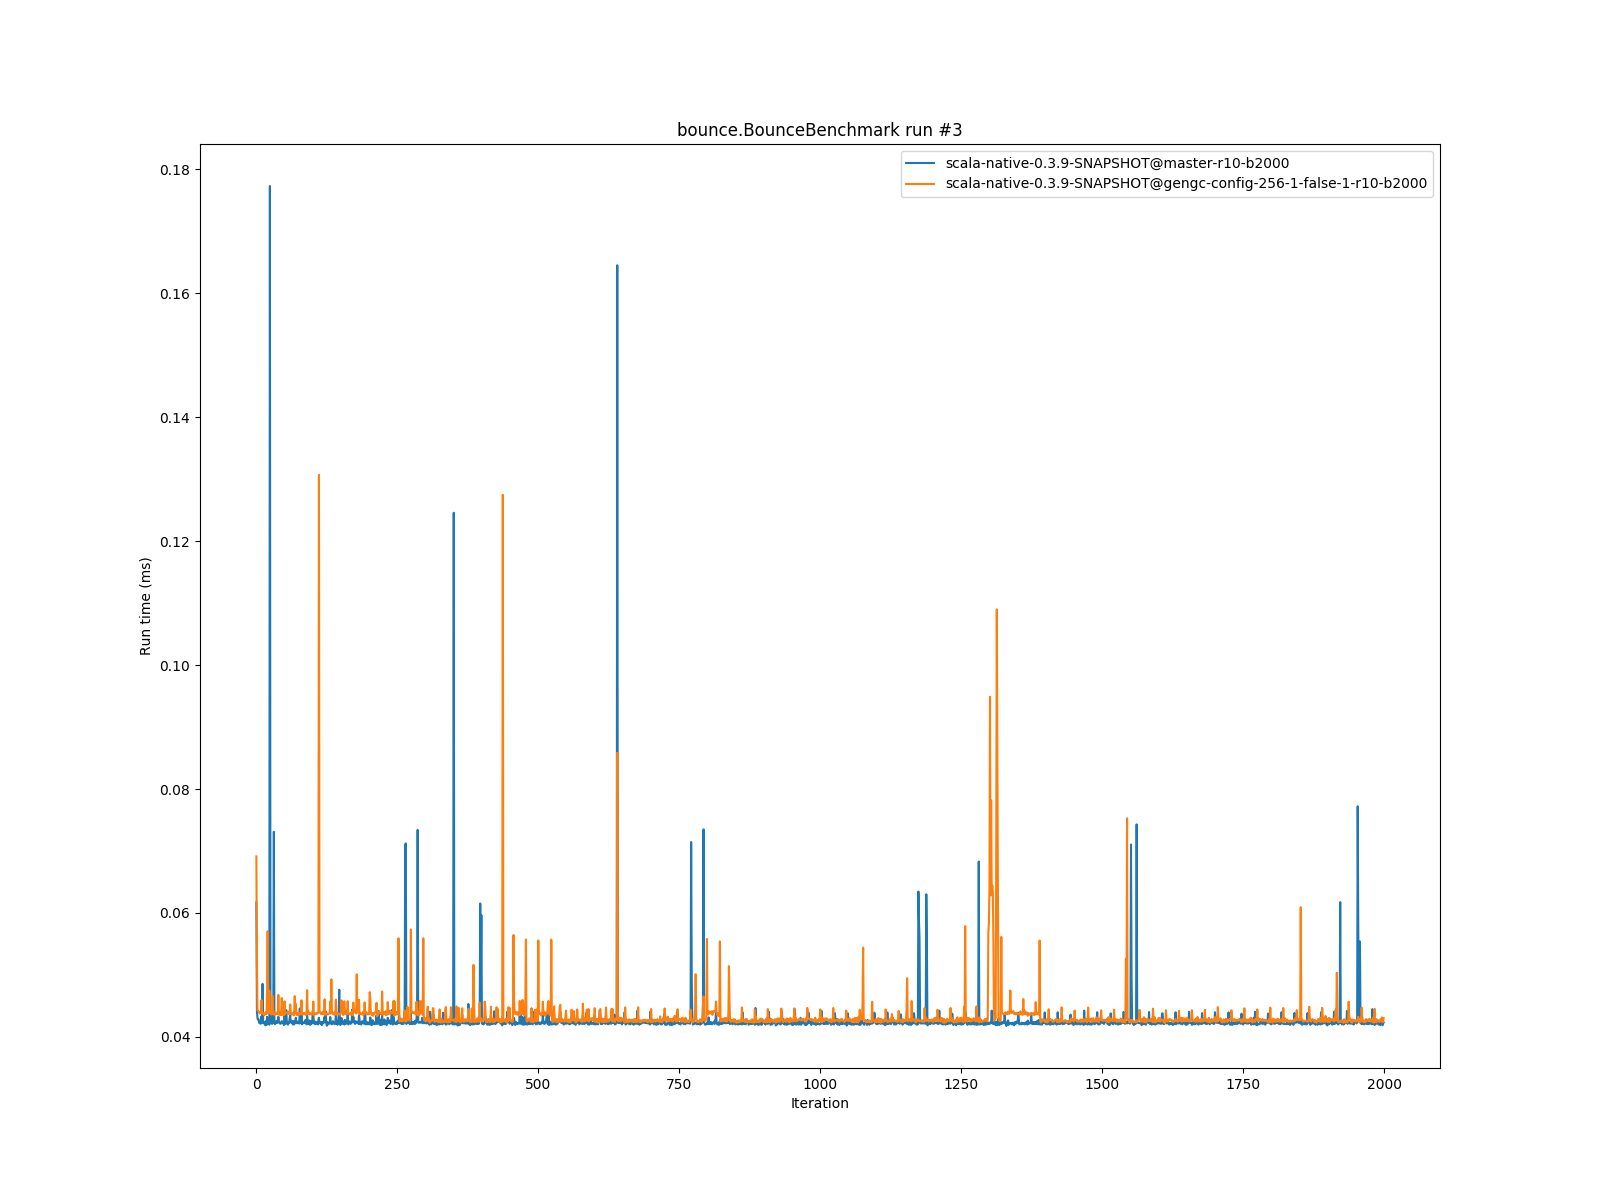 bounce.BounceBenchmark run #3
scala-native-0.3.9-SNAPSHOT@master-r10-b2000
scala-native-0.3.9-SNAPSHOT@gengc-config-256-1-false-1-r10-b2000
0.18
0.16
0.14
0.12
0.10
0.08
0.06
0.04
Run time (ms)
0 250 500 750 1000 1250 1500 1750 2000
Iteration